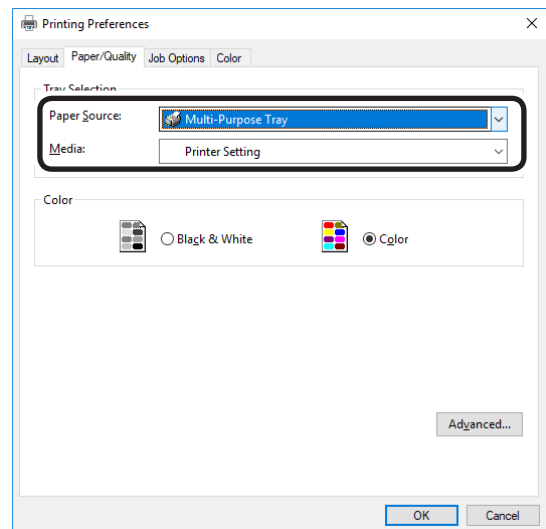 Printing Preferences
Layout Paper/Quality Job Options Color
Tray Selection
Paper Source: Multi-Purpose Tray
Media: Printer Setting
Color
Black & White Color
Advanced...
OK Cancel